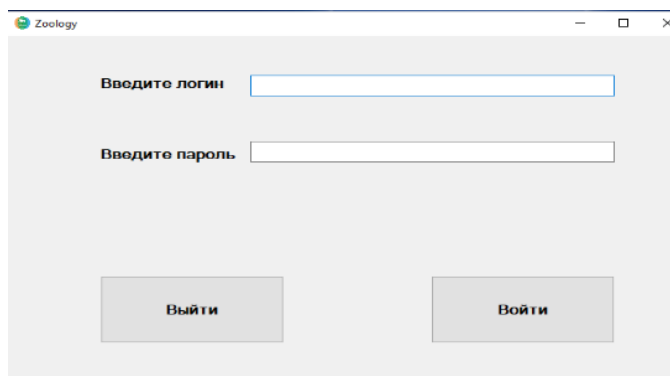 Zoology
Введите логин
Введите пароль
Выйти
Войти